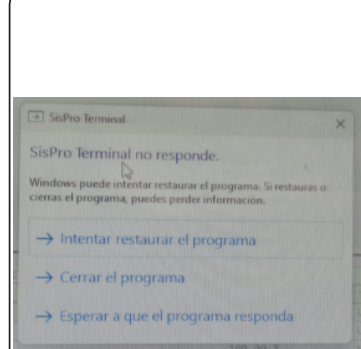 SisPro Terminal
SisPro Terminal no responde.
Windows puede intentar restaurar el programa. Si restauras o
cierras el programa, puedes perder información.
Intentar restaurar el programa
Cerrar el programa
Esperar a que el programa responda